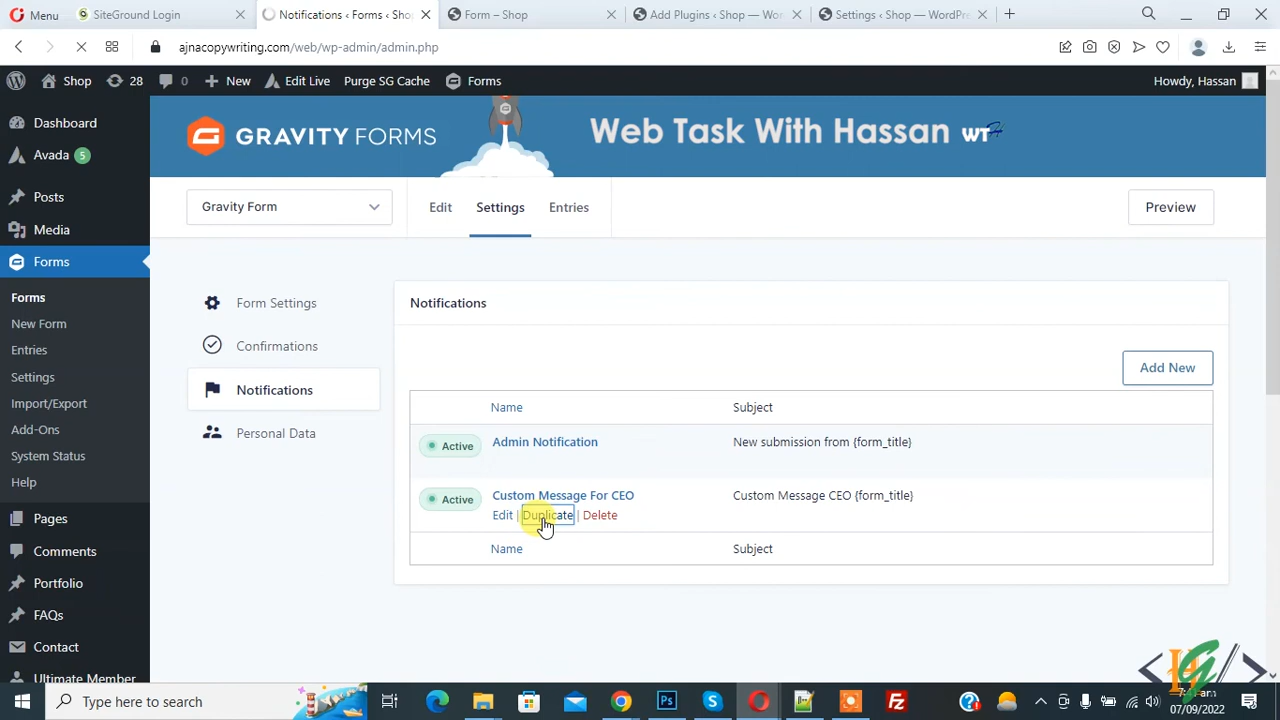 Menu
SiteGround Login
Notifications ‹ Forms ‹ Sho
Form – Shop
Add Plugins ‹ Shop — Wor
Settings ‹ Shop — WordPre
ajnacopywriting.com/web/wp-admin/admin.php
Shop
28
0
New
Edit Live
Purge SG Cache
Forms
Howdy, Hassan
Dashboard
Avada 5
Posts
Media
Forms
Forms
New Form
Entries
Settings
Import/Export
Add-Ons
System Status
Help
Pages
Comments
Portfolio
FAQs
Contact
Ultimate Member
GRAVITY FORMS
Web Task With Hassan
Gravity Form
Edit
Settings
Entries
Preview
Form Settings
Confirmations
Notifications
Personal Data
Notifications
Add New
Name Subject
Active Admin Notification New submission from {form_title}
Active Custom Message For CEO Custom Message CEO {form_title}
Edit | Duplicate | Delete
Name Subject
Type here to search
07/09/2022